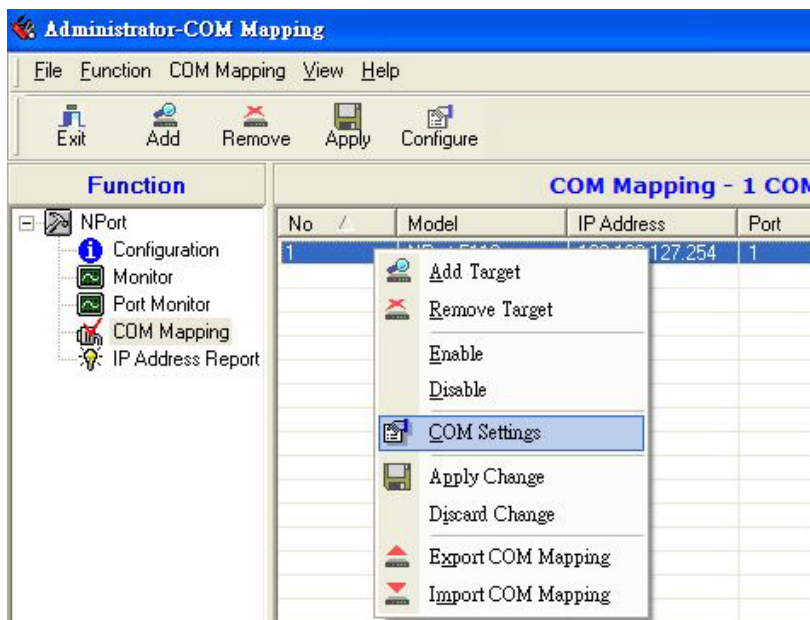 Administrator-COM Mapping
File Function COM Mapping View Help
Exit Add Remove Apply Configure
Function
COM Mapping - 1 COM
No Model IP Address Port
1 127.254 1
NPort
Configuration
Monitor
Port Monitor
COM Mapping
IP Address Report
Add Target
Remove Target
Enable
Disable
COM Settings
Apply Change
Discard Change
Export COM Mapping
Import COM Mapping